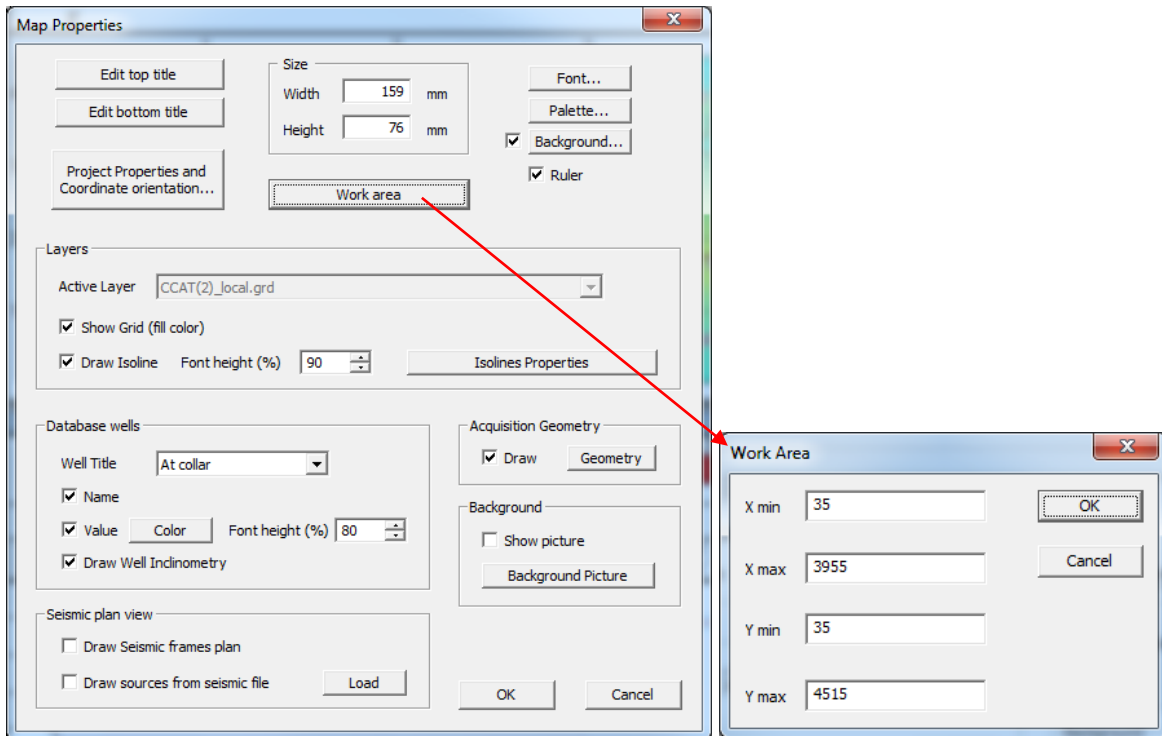 Map Properties
Edit top title
Edit bottom title
Project Properties and
Coordinate orientation...
Size
Width 159 mm
Height 76 mm
Work area
Font...
Palette...
Background...
Ruler
Layers
Active Layer CCAT(2)_local.grd
Show Grid (fill color)
Draw Isoline Font height (%) 90 Isolines Properties
Database wells
Well Title At collar
Name
Value Color Font height (%) 80
Draw Well Inclinometry
Acquisition Geometry
Draw Geometry
Background
Show picture
Background Picture
Seismic plan view
Draw Seismic frames plan
Draw sources from seismic file Load
OK Cancel
Work Area
X min 35
X max 3955
Y min 35
Y max 4515
OK
Cancel